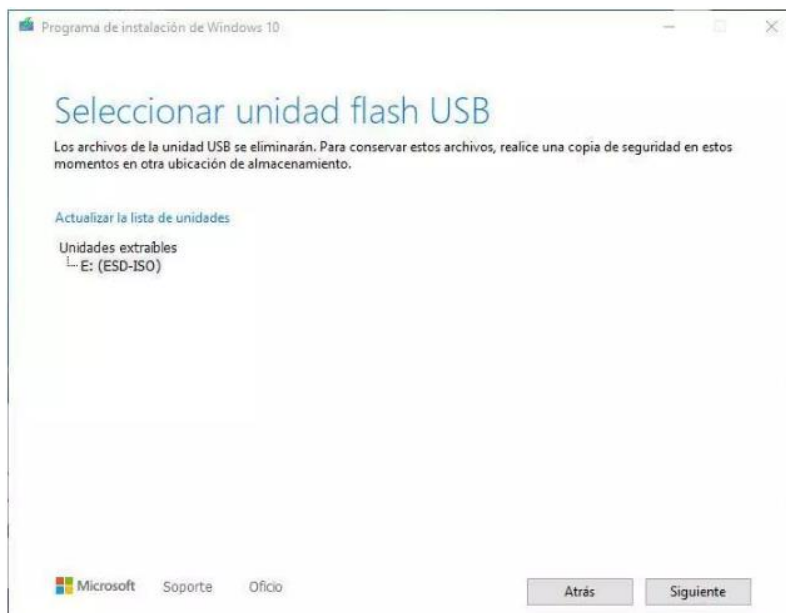 Programa de instalación de Windows 10
Seleccionar unidad flash USB
Los archivos de la unidad USB se eliminarán. Para conservar estos archivos, realice una copia de seguridad en estos
momentos en otra ubicación de almacenamiento.
Actualizar la lista de unidades
Unidades extraíbles
E: (ESD-ISO)
Microsoft Soporte Oficio Atrás Siguiente